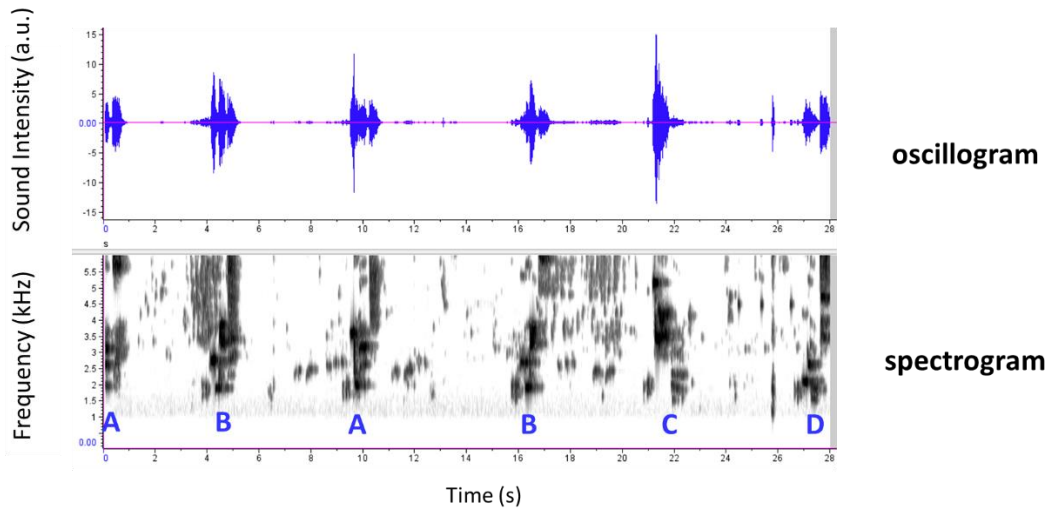 Sound Intensity (a.u.)
15
10
5
0.00
-5
-10
-15
0 2 4 6 8 10 12 14 16 18 20 22 24 26 28
s
oscillogram
Frequency (kHz)
5.5
5
4.5
4
3.5
3
2.5
2
1.5
1
0.00
A B A B C D
0 2 4 6 8 10 12 14 16 18 20 22 24 26 28
spectrogram
Time (s)